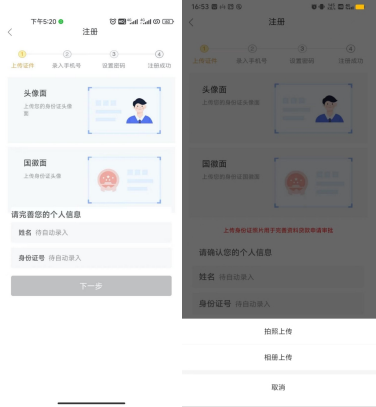 下午5:20
注册
1
2
3
4
上传证件
录入手机号
设置密码
注册成功
头像面
上传您的身份证头像
面
国徽面
上传身份证头像
请完善您的个人信息
姓名 待自动录入
身份证号 待自动录入
下一步
16:53
注册
1
2
3
4
上传证件
录入手机号
设置密码
注册成功
头像面
上传您的身份证头像面
国徽面
上传您的身份证国徽面
上传身份证照片用于完善资料贷款申请审批
请确认您的个人信息
姓名 待自动录入
身份证号 待自动录入
拍照上传
相册上传
取消